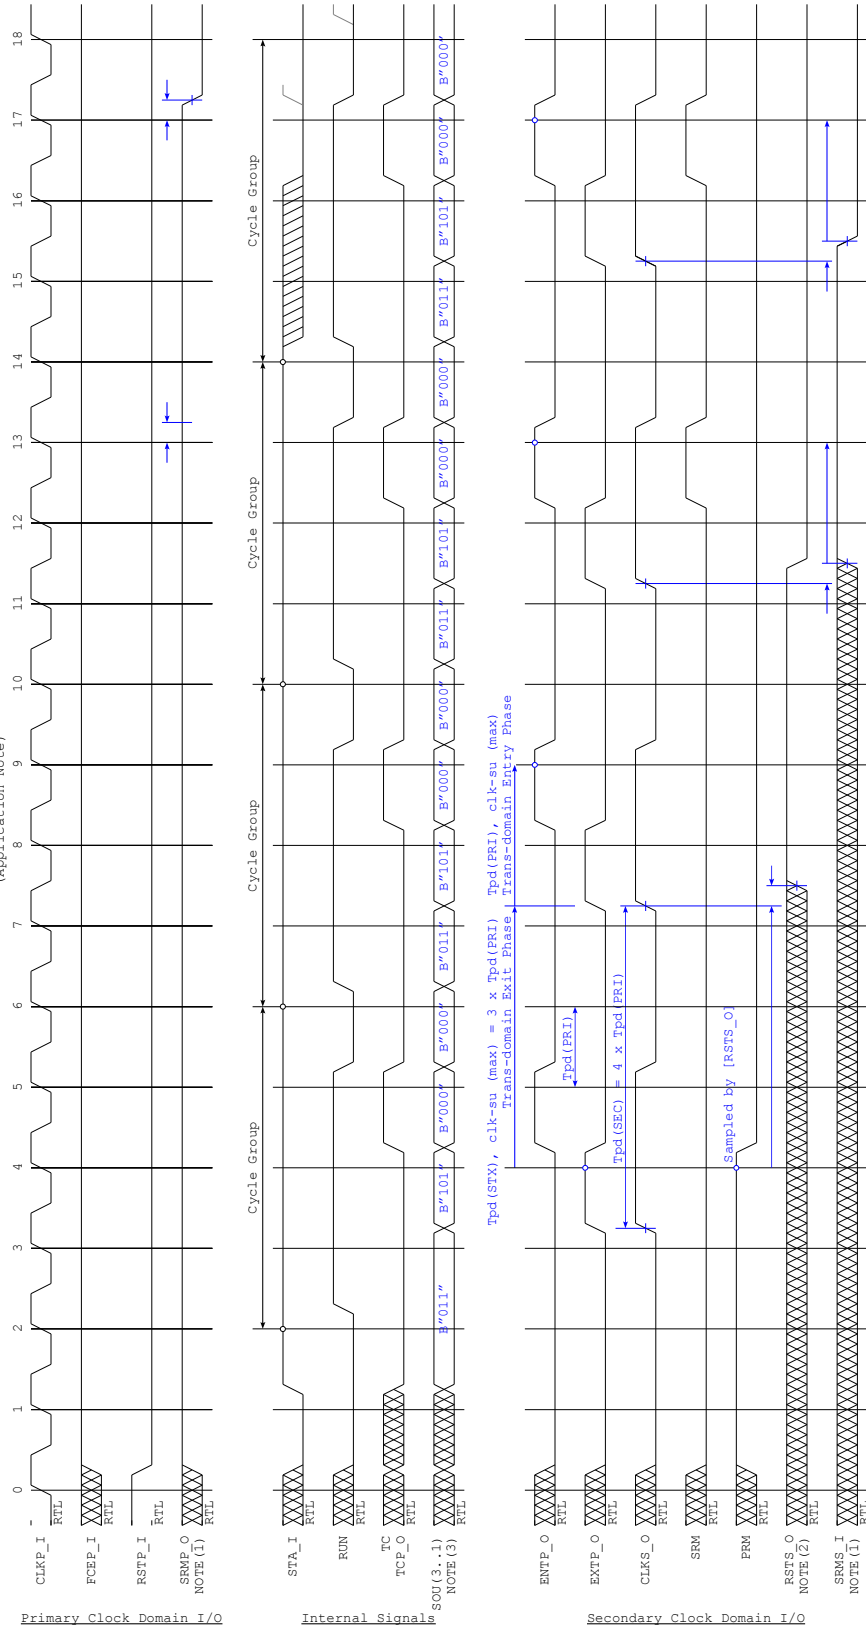 (Application Note)
0 1 2 3 4 5 6 7 8 9 10 11 12 13 14 15 16 17 18
Primary Clock Domain I/O
CLKP_I
RTL
FCEP_I
RTL
RSTP_I
RTL
SRMP_O
NOTE(1)
RTL
Internal Signals
Cycle Group Cycle Group Cycle Group Cycle Group
STA_I
RTL
RUN
RTL
TC
TCP_O
RTL
SOU(3..1)
B"011" B"101" B"000" B"000" B"011" B"101" B"000" B"000" B"011" B"101" B"000" B"000" B"011" B"101" B"000" B"000"
NOTE(3)
RTL
Secondary Clock Domain I/O
Tpd(STX), clk-su (max) = 3 x Tpd(PRI)
Trans-domain Exit Phase
Tpd(PRI), clk-su (max)
Trans-domain Entry Phase
ENTP_O
RTL
Tpd(PRI)
EXTP_O
RTL
Tpd(SEC) = 4 x Tpd(PRI)
CLKS_O
RTL
SRM
RTL
Sampled by [RSTS_O]
PRM
RTL
RSTS_O
NOTE(2)
RTL
SRMS_I
NOTE(1)
RTL